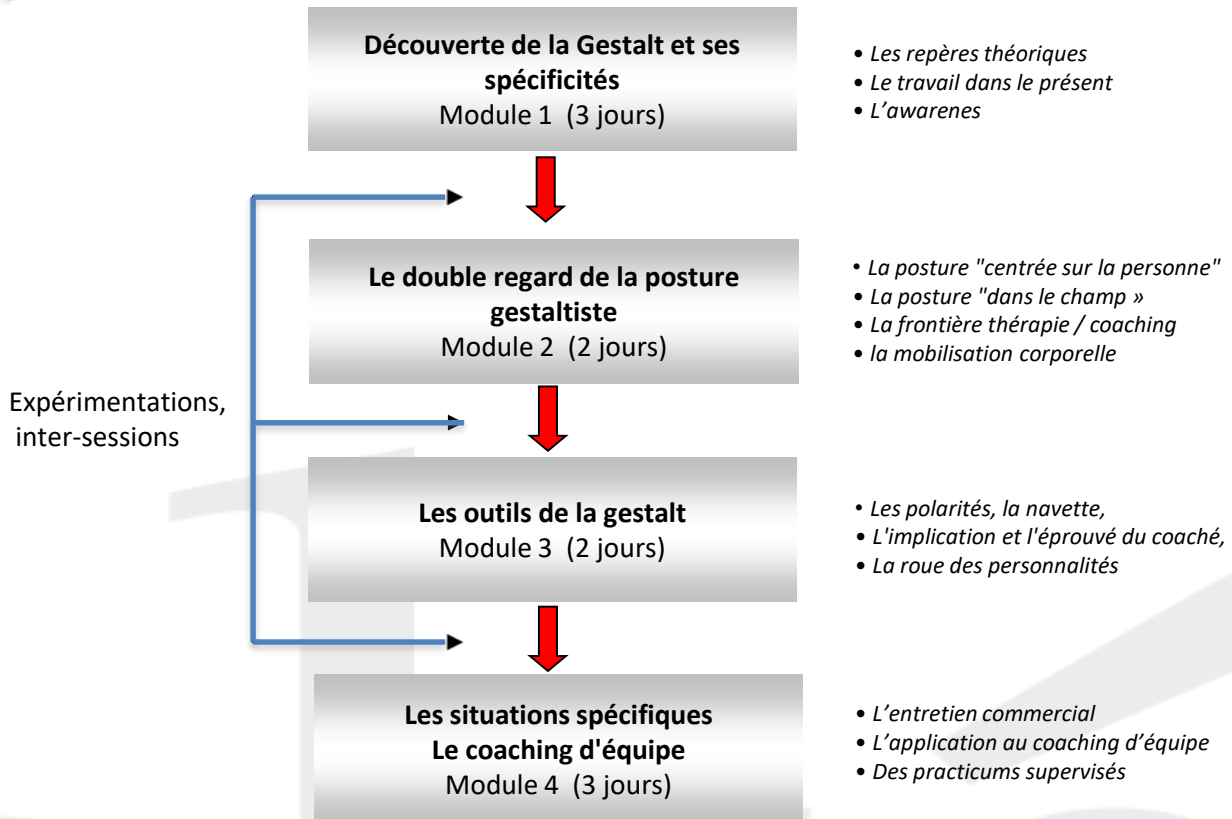 Découverte de la Gestalt et ses
spécificités
Module 1 (3 jours)
• Les repères théoriques
• Le travail dans le présent
• L’awarenes
Le double regard de la posture
gestaltiste
Module 2 (2 jours)
• La posture "centrée sur la personne"
• La posture "dans le champ »
• La frontière thérapie / coaching
• la mobilisation corporelle
Expérimentations,
inter-sessions
Les outils de la gestalt
Module 3 (2 jours)
• Les polarités, la navette,
• L'implication et l'éprouvé du coaché,
• La roue des personnalités
Les situations spécifiques
Le coaching d'équipe
Module 4 (3 jours)
• L’entretien commercial
• L’application au coaching d’équipe
• Des practicums supervisés